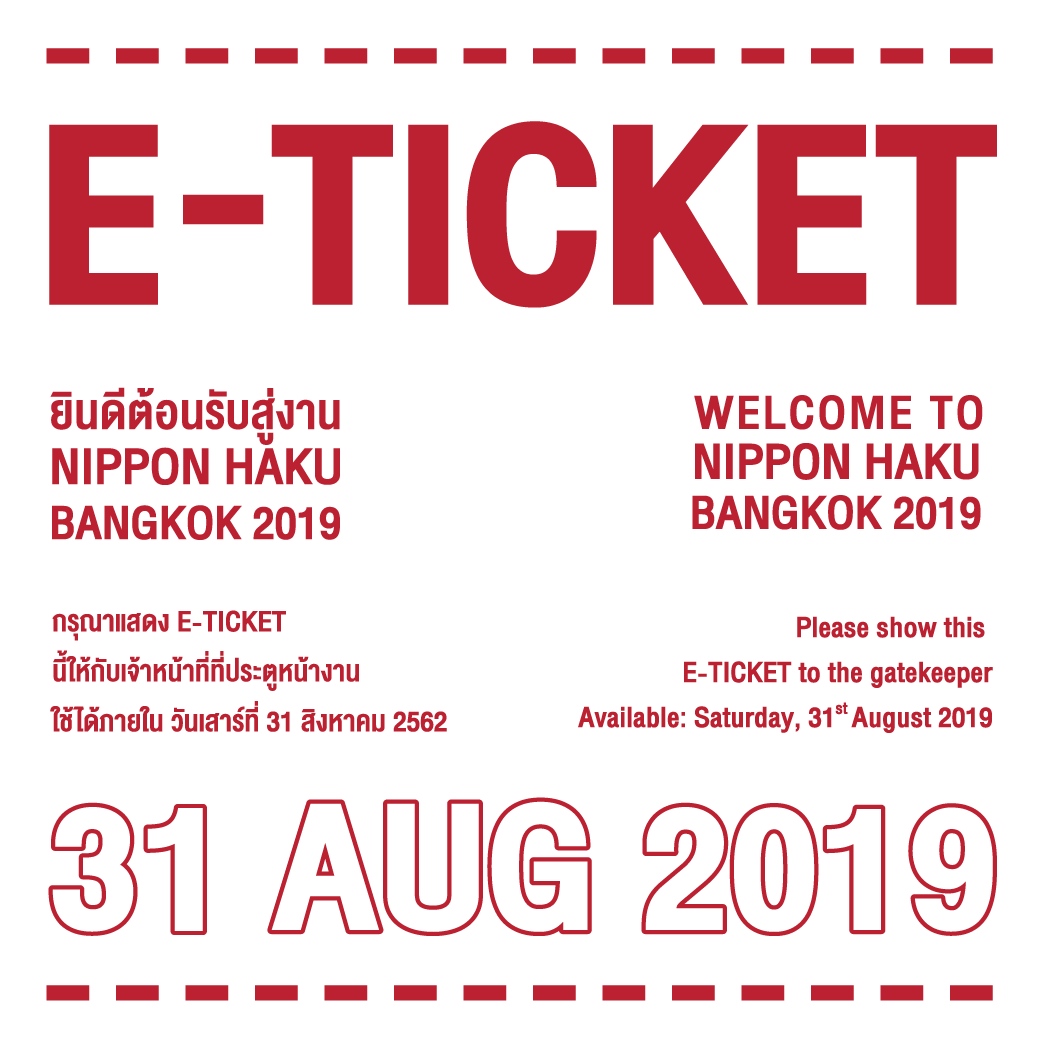 E-TICKET
ยินดีต้อนรับสู่งาน
NIPPON HAKU
BANGKOK 2019
WELCOME TO
NIPPON HAKU
BANGKOK 2019
กรุณาแสดง E-TICKET
นี้ให้กับเจ้าหน้าที่ที่ประตูหน้างาน
ใช้ได้ภายใน วันเสาร์ที่ 31 สิงหาคม 2562
Please show this
E-TICKET to the gatekeeper
Available: Saturday, 31st August 2019
31 AUG 2019